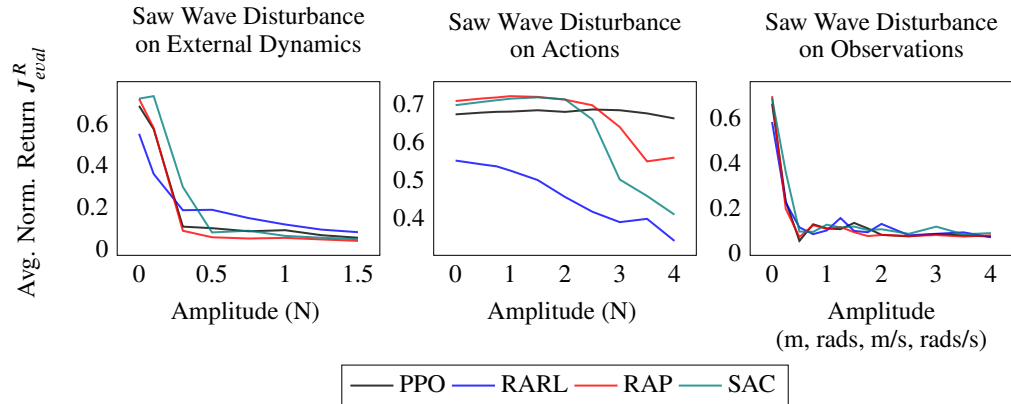 Saw Wave Disturbance
on External Dynamics
Saw Wave Disturbance
on Actions
Saw Wave Disturbance
on Observations
Avg. Norm. Return J^R_eval
0.6
0.4
0.2
0
0 0.5 1 1.5
Amplitude (N)
0.7
0.6
0.5
0.4
0 1 2 3 4
Amplitude (N)
0.6
0.4
0.2
0
0 1 2 3 4
Amplitude
(m, rads, m/s, rads/s)
PPO RARL RAP SAC